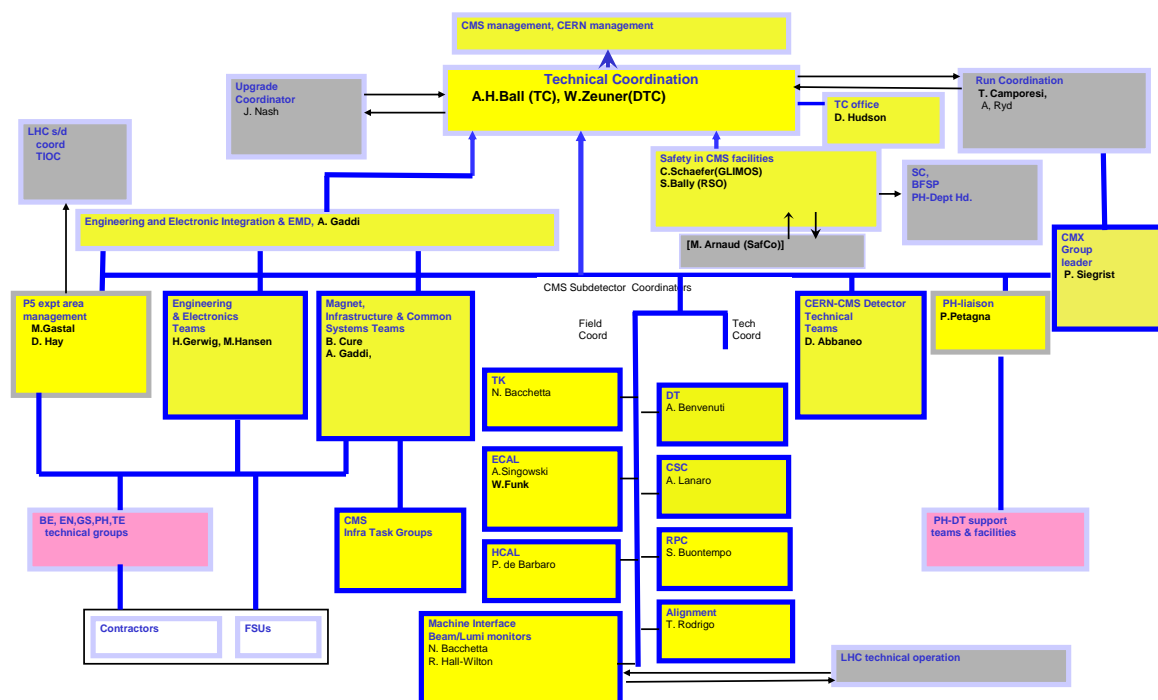 CMS management, CERN management
Technical Coordination
A.H.Ball (TC), W.Zeuner(DTC)
Upgrade
Coordinator
J. Nash
Run Coordination
T. Camporesi,
A, Ryd
TC office
D. Hudson
LHC s/d
coord
TIOC
Safety in CMS facilities
C.Schaefer(GLIMOS)
S.Bally (RSO)
SC,
BFSP
PH-Dept Hd.
Engineering and Electronic Integration & EMD, A. Gaddi
[M. Arnaud (SafCo)]
CMX
Group
leader
P. Siegrist
CMS Subdetector Coordinators
P5 expt area
management
M.Gastal
D. Hay
Engineering
& Electronics
Teams
H.Gerwig, M.Hansen
Magnet,
Infrastructure & Common
Systems Teams
B. Cure
A. Gaddi,
Field
Coord
Tech
Coord
CERN-CMS Detector
Technical
Teams
D. Abbaneo
PH-liaison
P.Petagna
TK
N. Bacchetta
DT
A. Benvenuti
ECAL
A.Singowski
W.Funk
CSC
A. Lanaro
BE, EN,GS,PH,TE
technical groups
CMS
Infra Task Groups
HCAL
P. de Barbaro
RPC
S. Buontempo
PH-DT support
teams & facilities
Contractors
FSUs
Machine Interface
Beam/Lumi monitors
N. Bacchetta
R. Hall-Wilton
Alignment
T. Rodrigo
LHC technical operation